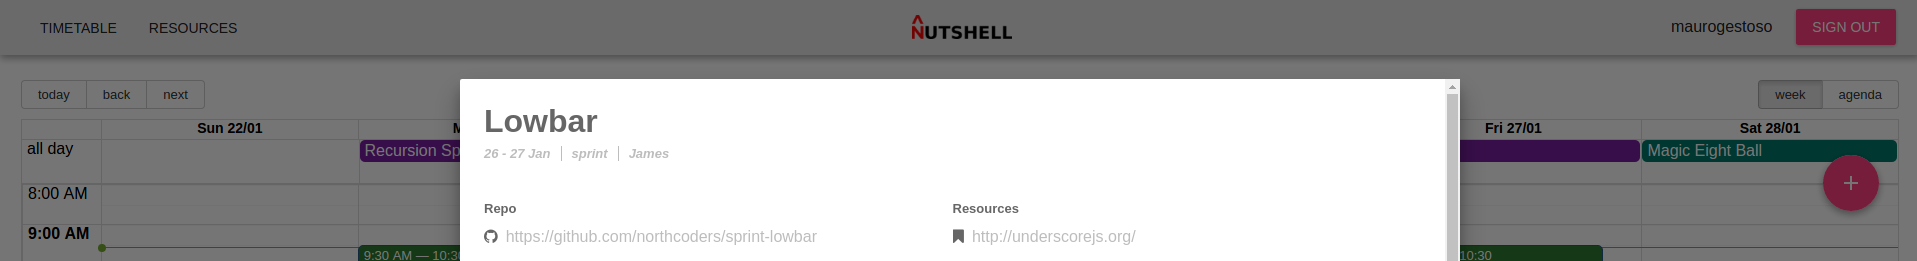 TIMETABLE RESOURCES ^NUTSHELL maurogestoso SIGN OUT
today back next week agenda
Lowbar
Sun 22/01 M Fri 27/01 Sat 28/01
all day Recursion Sp Magic Eight Ball
26 - 27 Jan sprint James
8:00 AM
Repo Resources
9:00 AM
https://github.com/northcoders/sprint-lowbar http://underscorejs.org/
9:30 AM — 10:30 10:30